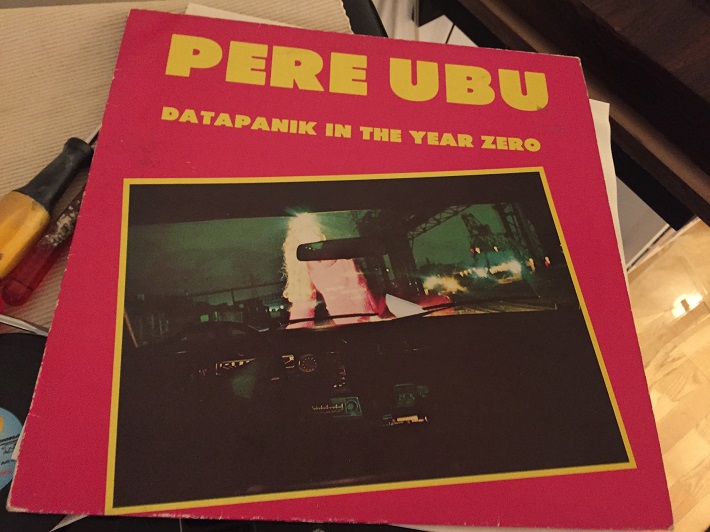 PERE UBU
DATAPANIK IN THE YEAR ZERO